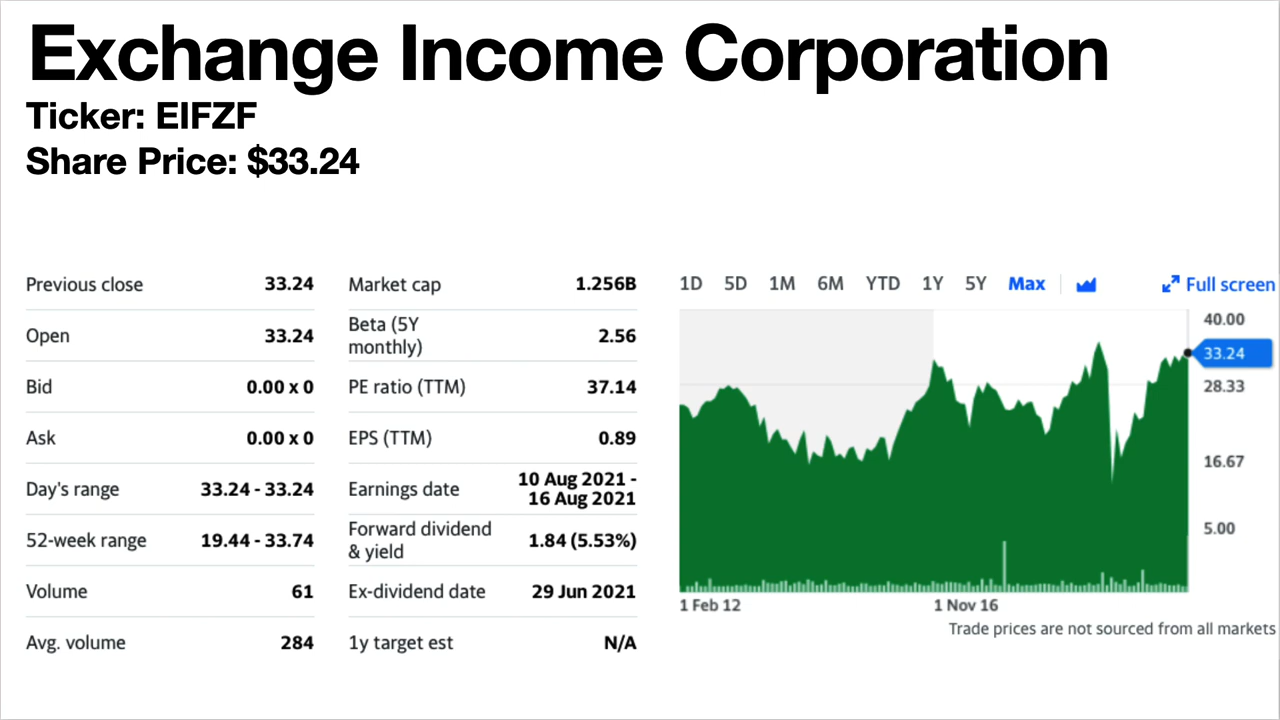 Exchange Income Corporation
Ticker: EIFZF
Share Price: $33.24
Previous close 33.24
Open 33.24
Bid 0.00 x 0
Ask 0.00 x 0
Day's range 33.24 - 33.24
52-week range 19.44 - 33.74
Volume 61
Avg. volume 284
Market cap 1.256B
Beta (5Y
monthly) 2.56
PE ratio (TTM) 37.14
EPS (TTM) 0.89
Earnings date 10 Aug 2021 -
16 Aug 2021
Forward dividend
& yield 1.84 (5.53%)
Ex-dividend date 29 Jun 2021
1y target est N/A
1D 5D 1M 6M YTD 1Y 5Y Max Full screen
40.00
33.24
28.33
16.67
5.00
1 Feb 12 1 Nov 16
Trade prices are not sourced from all markets